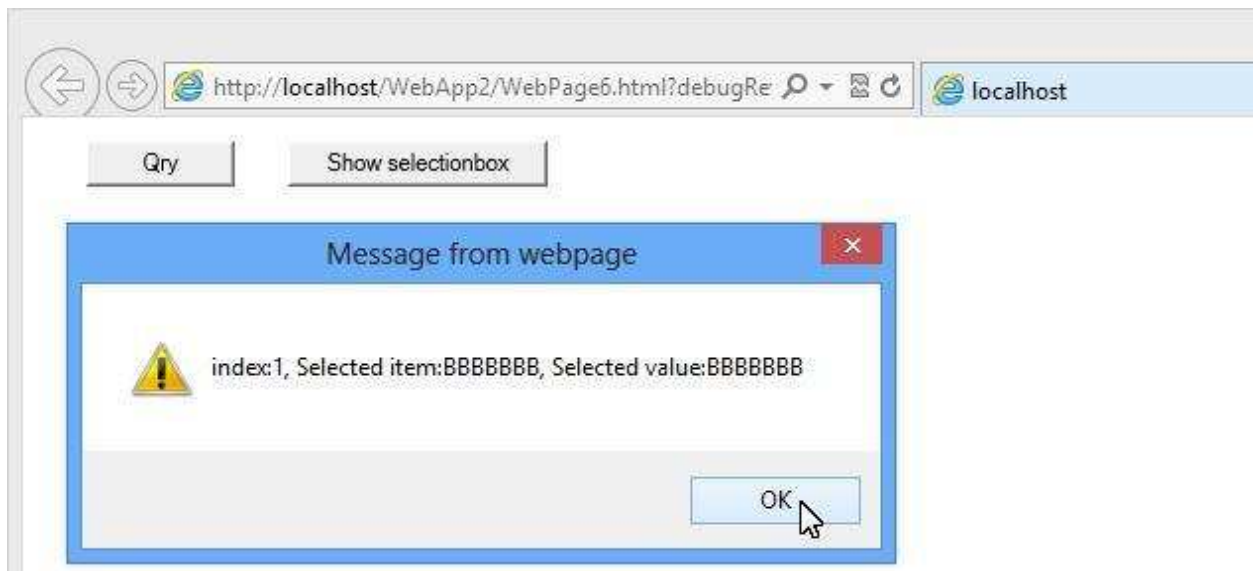 http://localhost/WebApp2/WebPage6.html?debugRe
localhost
Qry
Show selectionbox
Message from webpage
index:1, Selected item:BBBBBBB, Selected value:BBBBBBB
OK